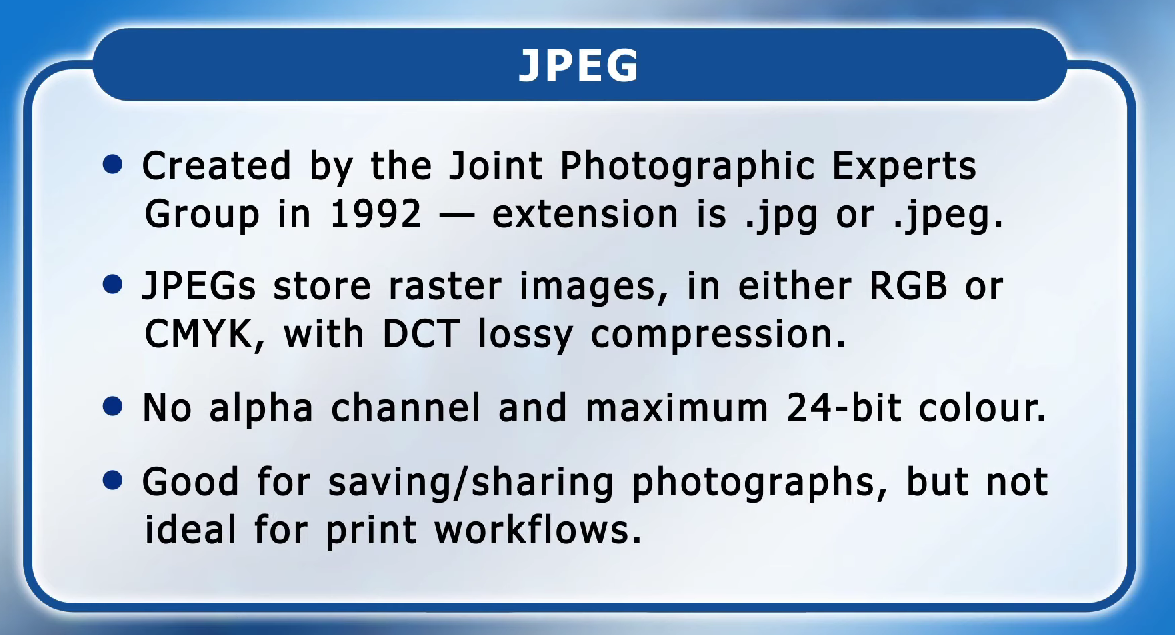 JPEG
● Created by the Joint Photographic Experts
Group in 1992 — extension is .jpg or .jpeg.
● JPEGs store raster images, in either RGB or
CMYK, with DCT lossy compression.
● No alpha channel and maximum 24-bit colour.
● Good for saving/sharing photographs, but not
ideal for print workflows.